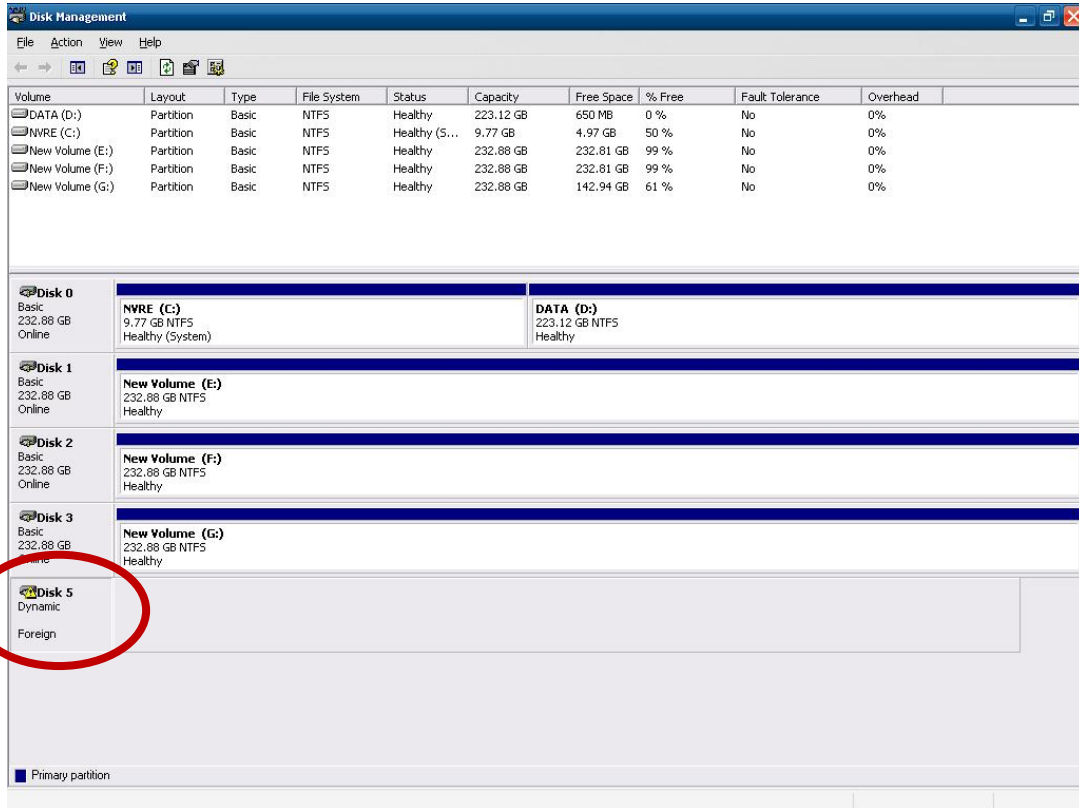 Disk Management
File Action View Help
Volume Layout Type File System Status Capacity Free Space % Free Fault Tolerance Overhead
DATA (D:) Partition Basic NTFS Healthy 223.12 GB 650 MB 0 % No 0%
NVRE (C:) Partition Basic NTFS Healthy (S... 9.77 GB 4.97 GB 50 % No 0%
New Volume (E:) Partition Basic NTFS Healthy 232.88 GB 232.81 GB 99 % No 0%
New Volume (F:) Partition Basic NTFS Healthy 232.88 GB 232.81 GB 99 % No 0%
New Volume (G:) Partition Basic NTFS Healthy 232.88 GB 142.94 GB 61 % No 0%
Disk 0
Basic
232.88 GB
Online
NVRE (C:)
9.77 GB NTFS
Healthy (System)
DATA (D:)
223.12 GB NTFS
Healthy
Disk 1
Basic
232.88 GB
Online
New Volume (E:)
232.88 GB NTFS
Healthy
Disk 2
Basic
232.88 GB
Online
New Volume (F:)
232.88 GB NTFS
Healthy
Disk 3
Basic
232.88 GB
New Volume (G:)
232.88 GB NTFS
Healthy
Disk 5
Dynamic
Foreign
Primary partition